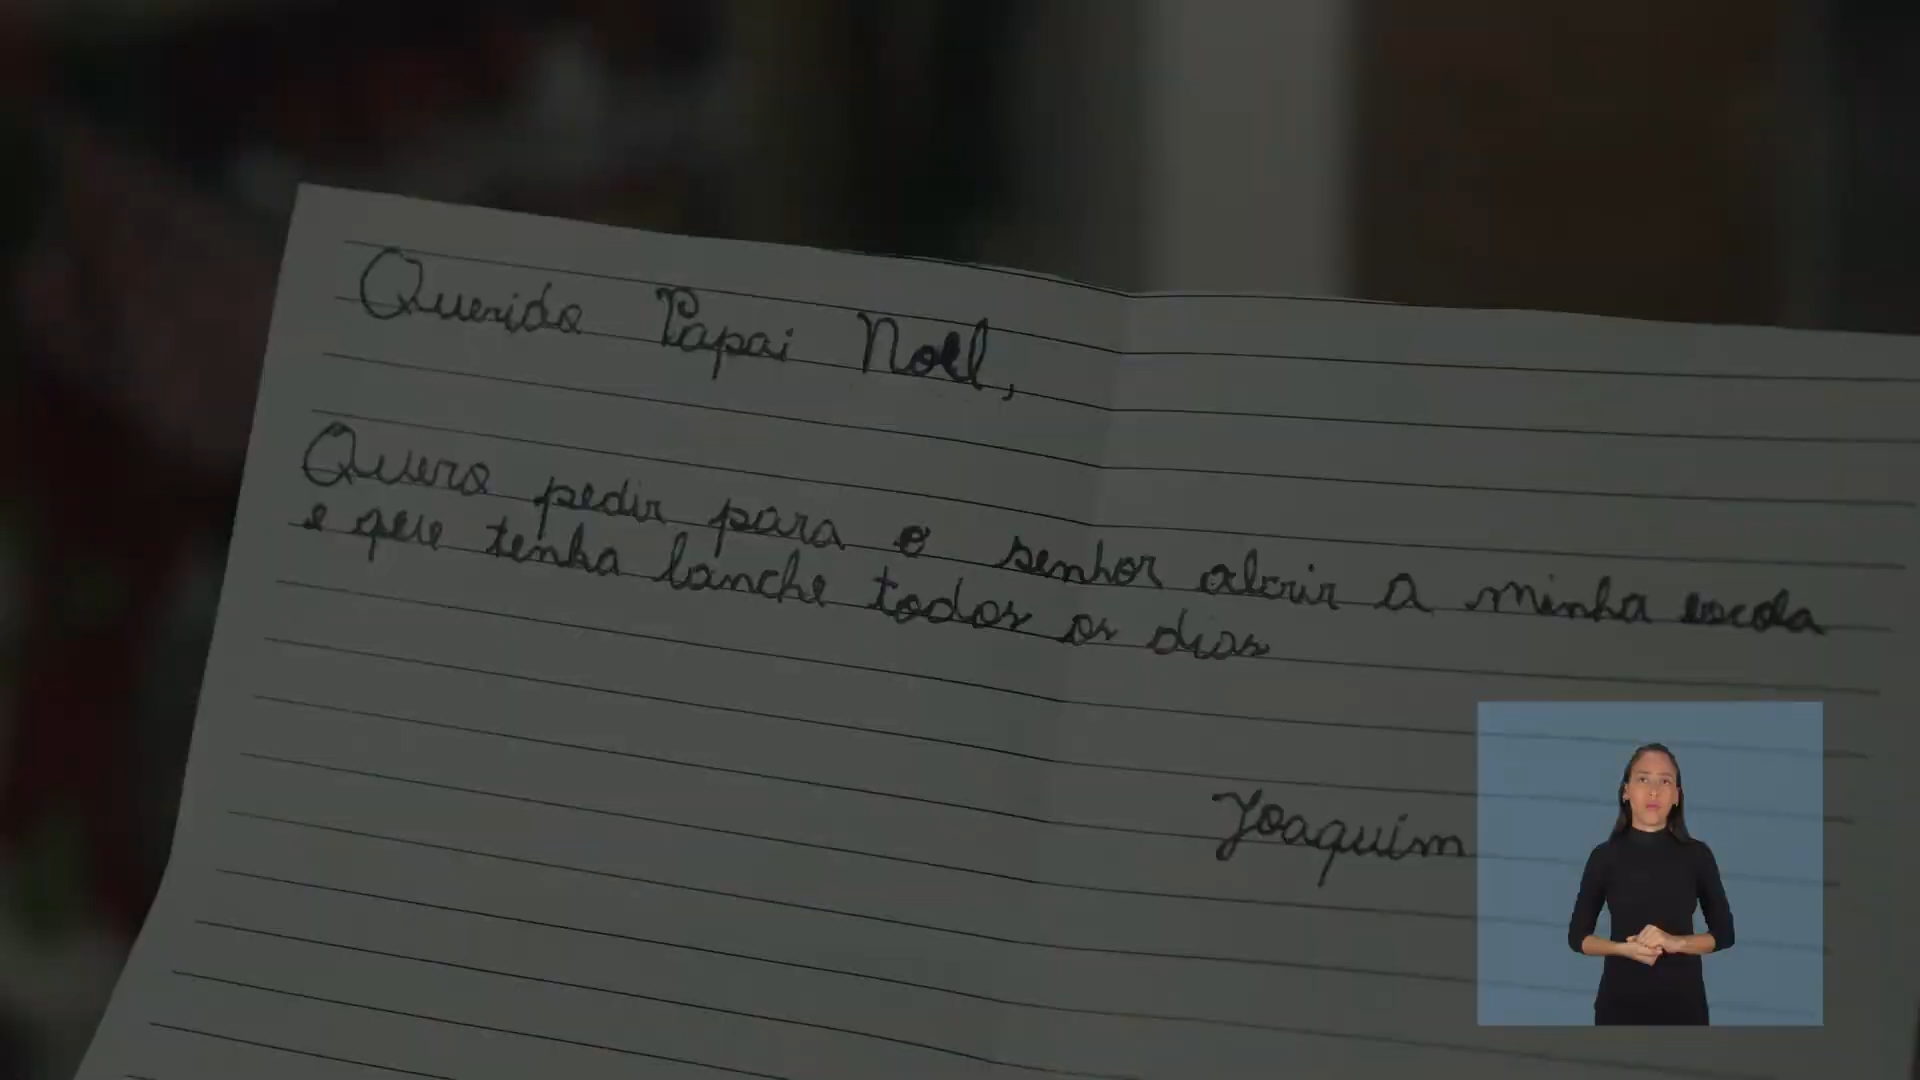 Querido Papai Noel,
Quero pedir para o senhor abrir a minha escola
e que tenha lanche todos os dias
Joaquim